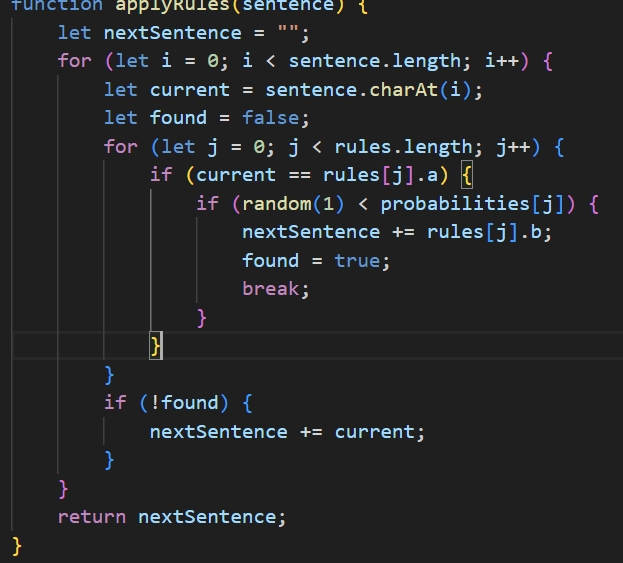 function applyRules(sentence) {
let nextSentence = "";
for (let i = 0; i < sentence.length; i++) {
let current = sentence.charAt(i);
let found = false;
for (let j = 0; j < rules.length; j++) {
if (current == rules[j].a) {
if (random(1) < probabilities[j]) {
nextSentence += rules[j].b;
found = true;
break;
}
}
}
if (!found) {
nextSentence += current;
}
}
return nextSentence;
}